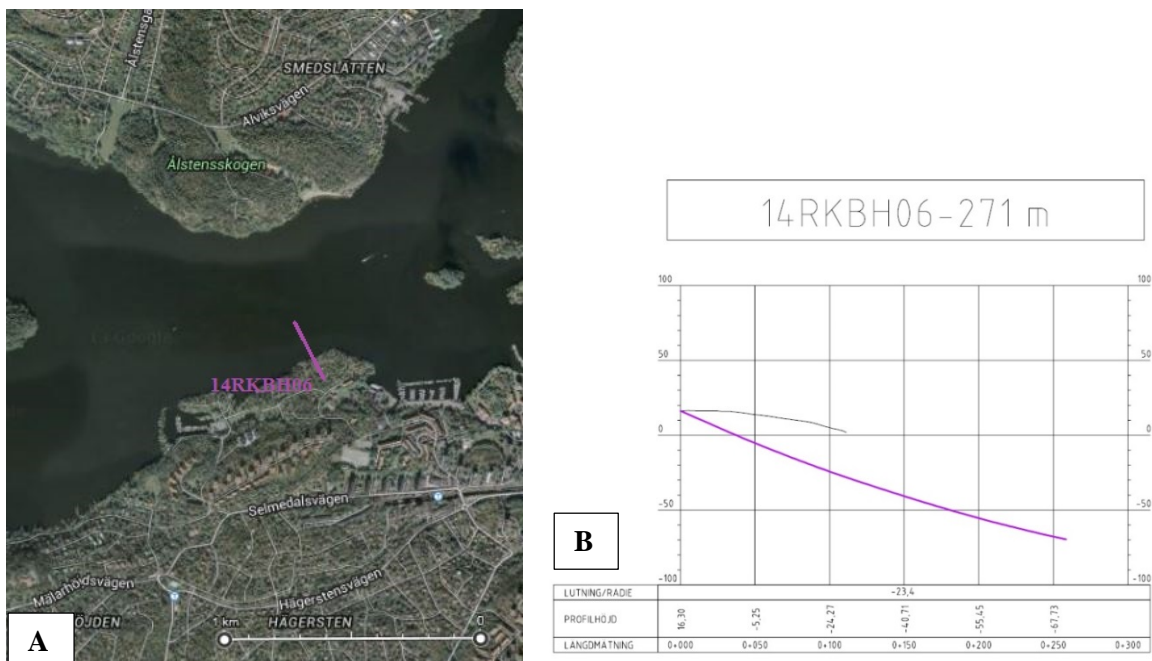 Ålstensga
SMEDSLÄTTEN
Alviksvägen
Ålstensskogen
14RKBH06
Selmedalsvägen
Mälarhöjdsvägen
Hägerstensvägen
ÖJDEN
HÄGERSTEN
1 km
0
A
14RKBH06-271 m
100
100
50
50
0
0
-50
-50
-100
-100
B
LUTNING/RADIE
-23,4
PROFILHÖJD
16,30
-5,25
-24,27
-40,71
-55,45
-67,73
LÄNGDMÄTNING
0+000
0+050
0+100
0+150
0+200
0+250
0+300